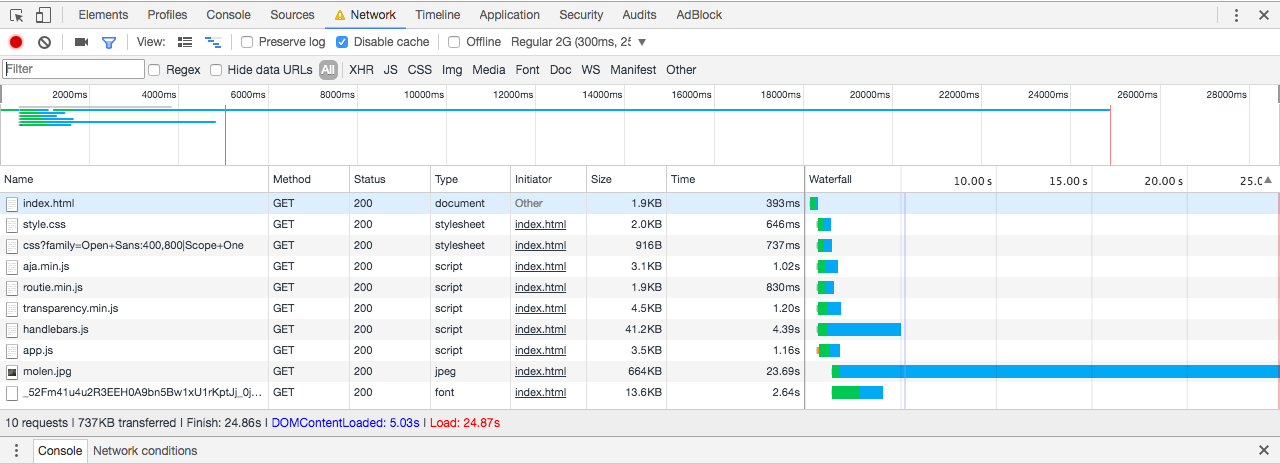 Elements Profiles Console Sources Network Timeline Application Security Audits AdBlock
View: Preserve log Disable cache Offline Regular 2G (300ms, 25
Filter Regex Hide data URLs All XHR JS CSS Img Media Font Doc WS Manifest Other
2000ms 4000ms 6000ms 8000ms 10000ms 12000ms 14000ms 16000ms 18000ms 20000ms 22000ms 24000ms 26000ms 28000ms
Name Method Status Type Initiator Size Time Waterfall 10.00 s 15.00 s 20.00 s 25.0
index.html GET 200 document Other 1.9KB 393ms
style.css GET 200 stylesheet index.html 2.0KB 646ms
css?family=Open+Sans:400,800|Scope+One GET 200 stylesheet index.html 916B 737ms
aja.min.js GET 200 script index.html 3.1KB 1.02s
routie.min.js GET 200 script index.html 1.9KB 830ms
transparency.min.js GET 200 script index.html 4.5KB 1.20s
handlebars.js GET 200 script index.html 41.2KB 4.39s
app.js GET 200 script index.html 3.5KB 1.16s
molen.jpg GET 200 jpeg index.html 664KB 23.69s
_52Fm41u4u2R3EEH0A9bn5Bw1xU1rKptJj_0j… GET 200 font index.html 13.6KB 2.64s
10 requests | 737KB transferred | Finish: 24.86s | DOMContentLoaded: 5.03s | Load: 24.87s
Console Network conditions